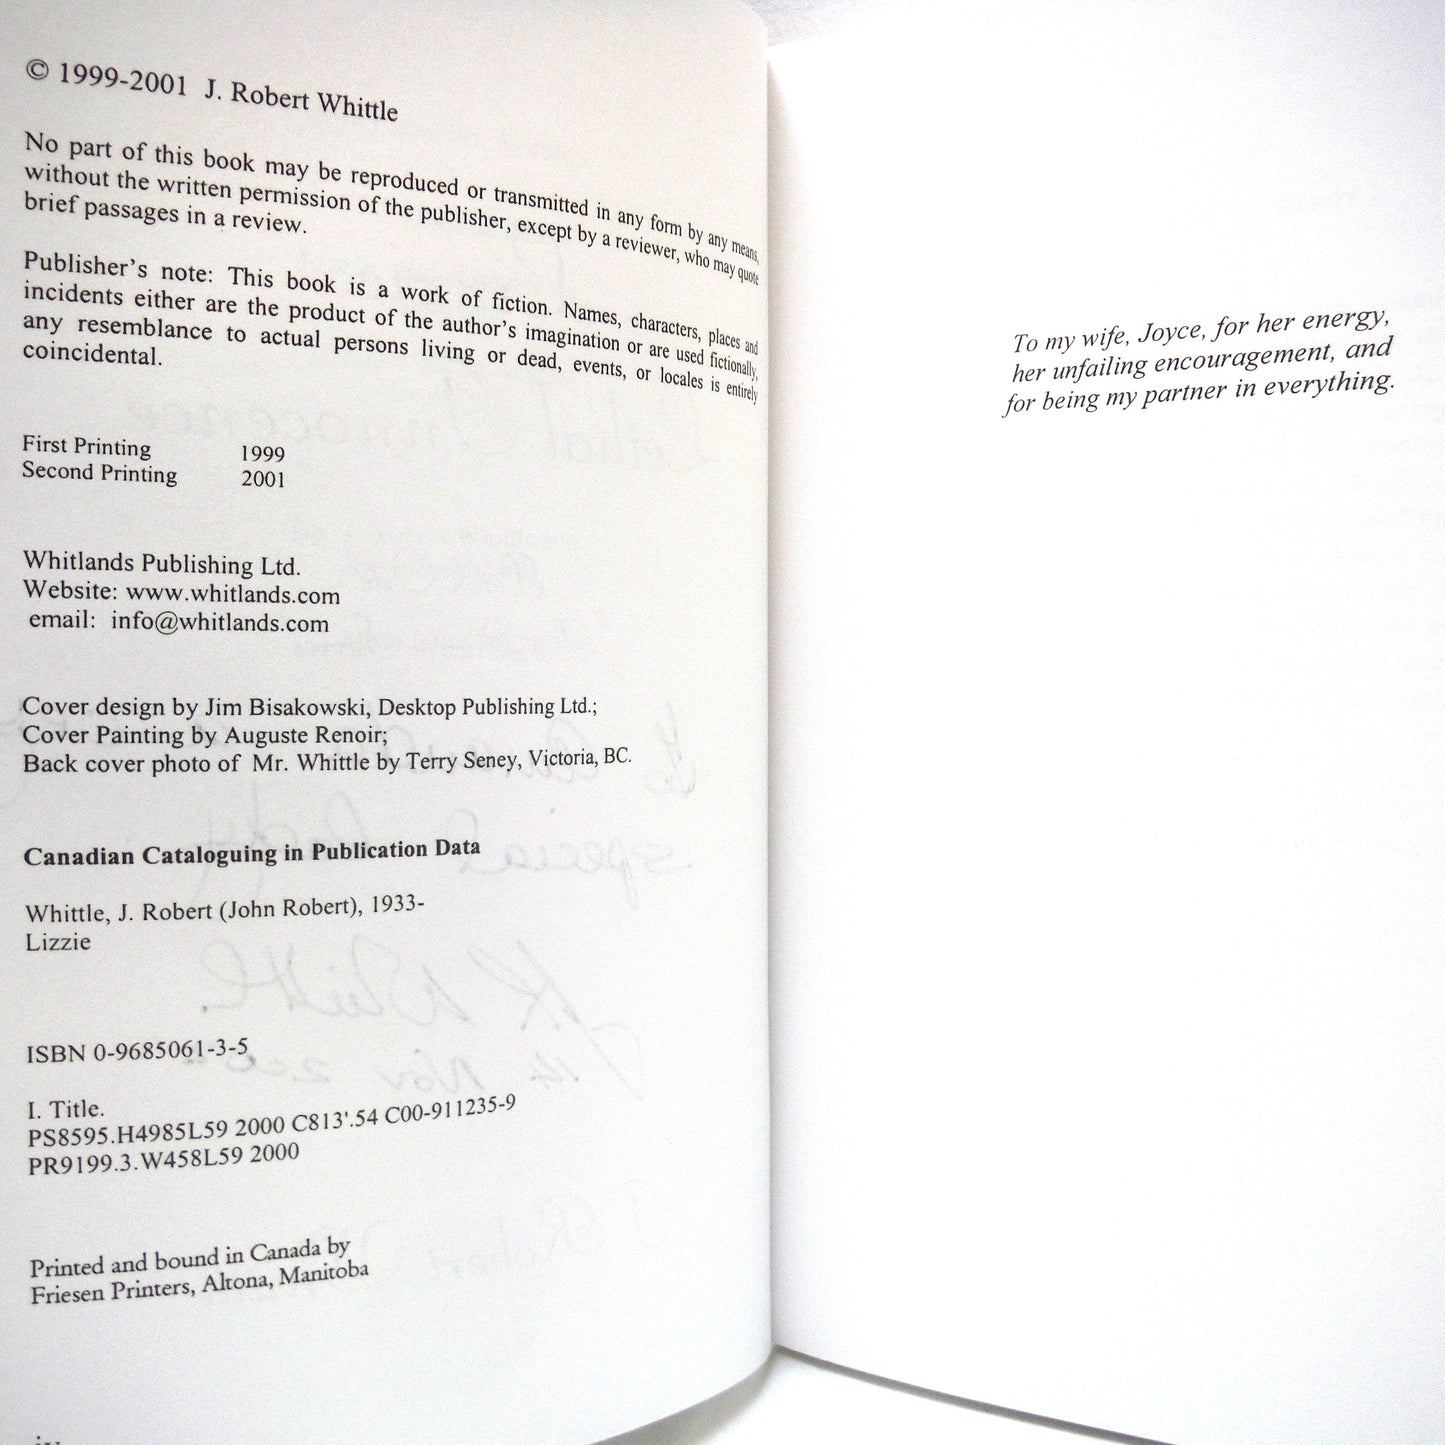 © 1999-2001 J. Robert Whittle
No part of this book may be reproduced or transmitted in any form by any means,
without the written permission of the publisher, except by a reviewer, who may quote
brief passages in a review.
Publisher's note: This book is a work of fiction. Names, characters, places and
incidents either are the product of the author's imagination or are used fictionally,
any resemblance to actual persons living or dead, events, or locales is entirely
coincidental.
First Printing 1999
Second Printing 2001
Whitlands Publishing Ltd.
Website: www.whitlands.com
email: info@whitlands.com
Cover design by Jim Bisakowski, Desktop Publishing Ltd.;
Cover Painting by Auguste Renoir;
Back cover photo of Mr. Whittle by Terry Seney, Victoria, BC.
Canadian Cataloguing in Publication Data
Whittle, J. Robert (John Robert), 1933-
Lizzie
ISBN 0-9685061-3-5
I. Title.
PS8595.H4985L59 2000 C813'.54 C00-911235-9
PR9199.3.W458L59 2000
Printed and bound in Canada by
Friesen Printers, Altona, Manitoba
To my wife, Joyce, for her energy,
her unfailing encouragement, and
for being my partner in everything.